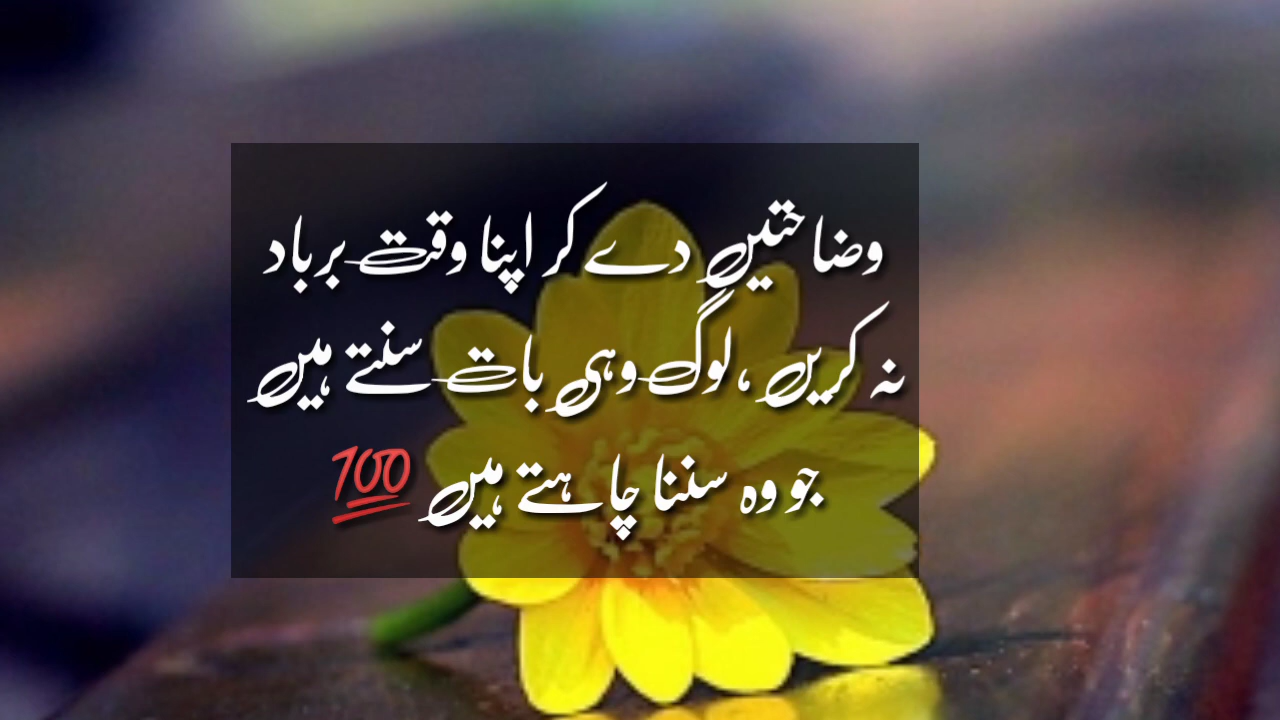 وضاحتیں دے کر اپنا وقت برباد
نہ کریں ،لوگ وہی بات سنتے ہیں
جو وہ سننا چاہتے ہیں 💯